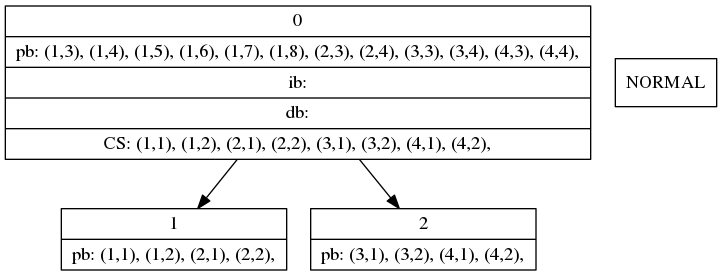 0
pb: (1,3), (1,4), (1,5), (1,6), (1,7), (1,8), (2,3), (2,4), (3,3), (3,4), (4,3), (4,4),
ib:
db:
CS: (1,1), (1,2), (2,1), (2,2), (3,1), (3,2), (4,1), (4,2),
NORMAL
1
pb: (1,1), (1,2), (2,1), (2,2),
2
pb: (3,1), (3,2), (4,1), (4,2),